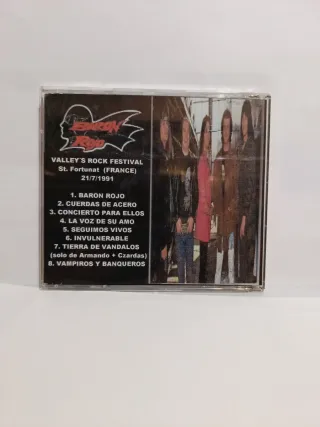 BARON
ROJO
VALLEY´S ROCK FESTIVAL
St. Fortunat (FRANCE)
21/7/1991
1. BARON ROJO
2. CUERDAS DE ACERO
3. CONCIERTO PARA ELLOS
4. LA VOZ DE SU AMO
5. SEGUIMOS VIVOS
6. INVULNERABLE
7. TIERRA DE VANDALOS
(solo de Armando + Czardas)
8. VAMPIROS Y BANQUEROS